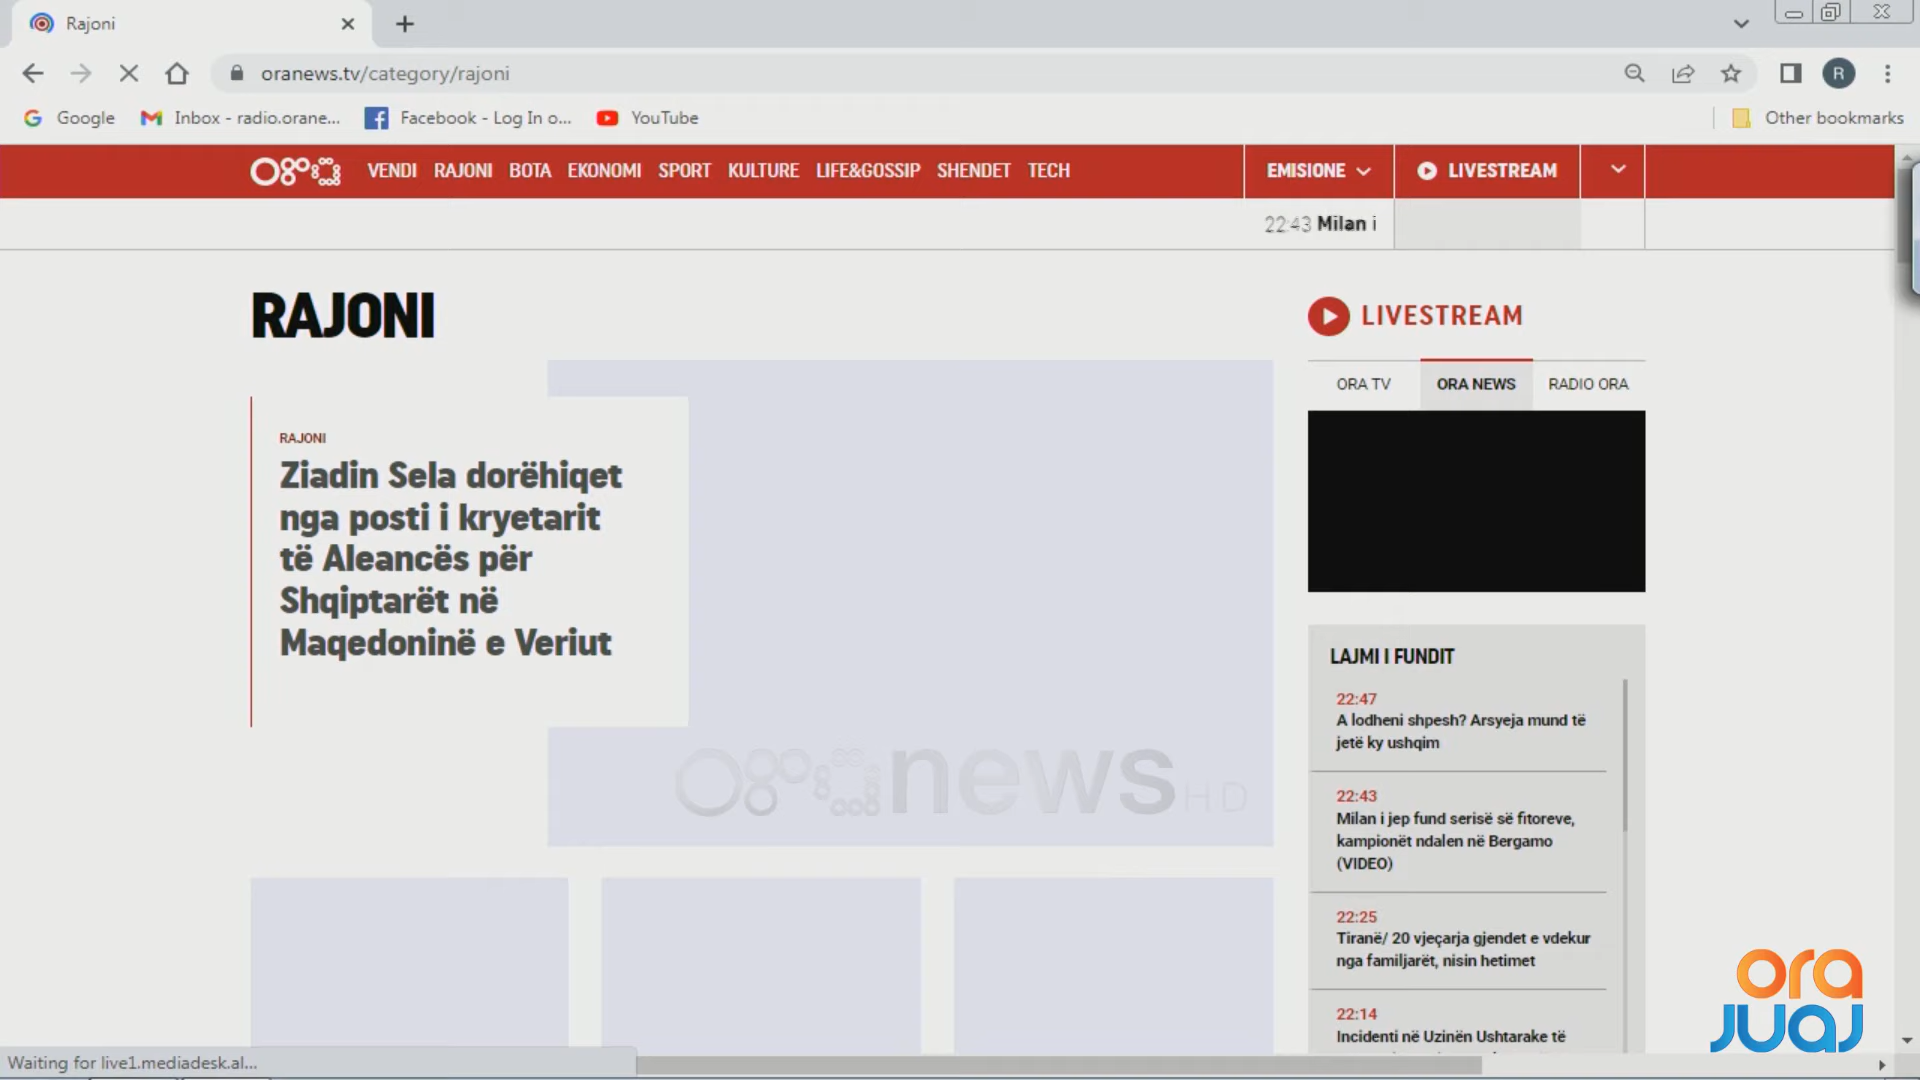 Rajoni
oranews.tv/category/rajoni
R
Google
Inbox - radio.orane...
Facebook - Log In o...
YouTube
Other bookmarks
ora VENDI RAJONI BOTA EKONOMI SPORT KULTURE LIFE&GOSSIP SHENDET TECH
EMISIONE
LIVESTREAM
22:43 Milan i
RAJONI
LIVESTREAM
ORA TV
ORA NEWS
RADIO ORA
RAJONI
Ziadin Sela dorëhiqet
nga posti i kryetarit
të Aleancës për
Shqiptarët në
Maqedoninë e Veriut
ora news HD
LAJMI I FUNDIT
22:47
A lodheni shpesh? Arsyeja mund të
jetë ky ushqim
22:43
Milan i jep fund serisë së fitoreve,
kampionët ndalen në Bergamo
(VIDEO)
22:25
Tiranë/ 20 vjeçarja gjendet e vdekur
nga familjarët, nisin hetimet
22:14
Incidenti në Uzinën Ushtarake të
ora
JUAJ
Waiting for live1.mediadesk.al...